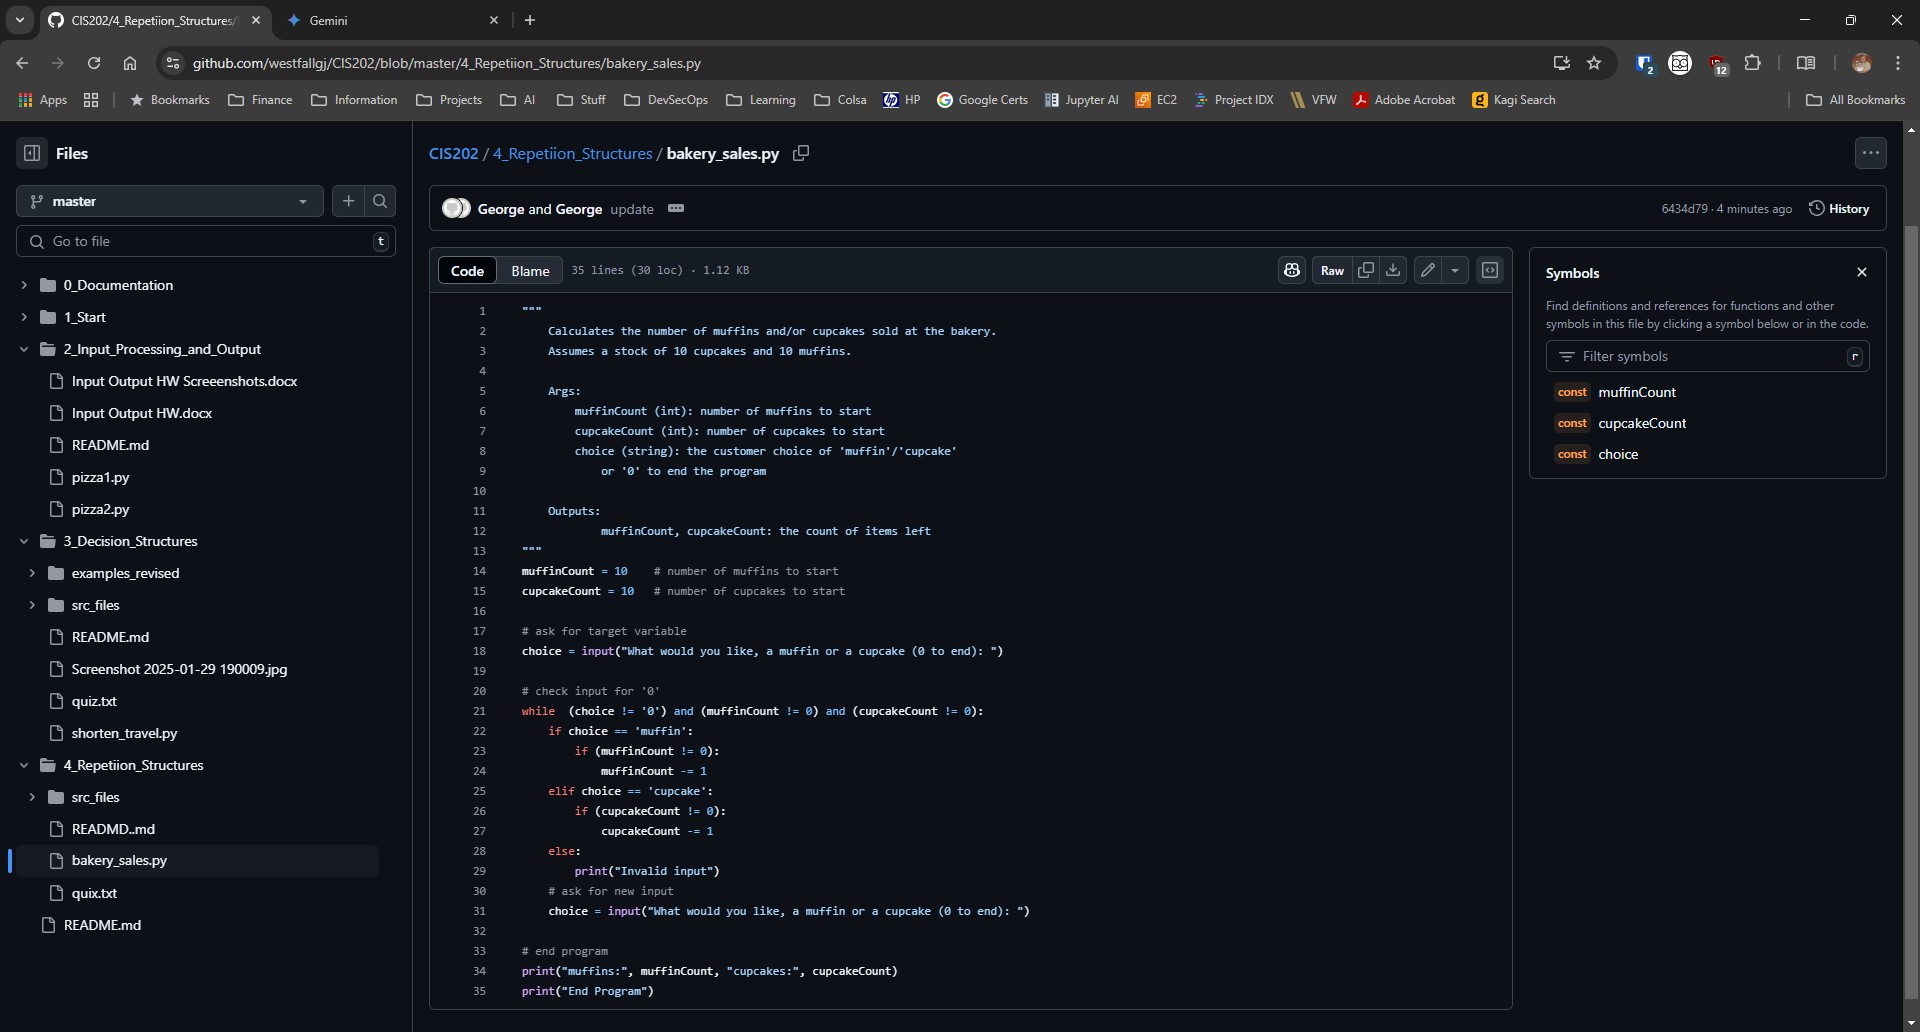 CIS202/4_Repetiion_Structures/
Gemini
github.com/westfallgj/CIS202/blob/master/4_Repetiion_Structures/bakery_sales.py
2
12
Apps
Bookmarks
Finance
Information
Projects
AI
Stuff
DevSecOps
Learning
Colsa
HP
Google Certs
Jupyter AI
EC2
Project IDX
VFW
Adobe Acrobat
Kagi Search
All Bookmarks
Files
master
Go to file
t
0_Documentation
1_Start
2_Input_Processing_and_Output
Input Output HW Screeenshots.docx
Input Output HW.docx
README.md
pizza1.py
pizza2.py
3_Decision_Structures
examples_revised
src_files
README.md
Screenshot 2025-01-29 190009.jpg
quiz.txt
shorten_travel.py
4_Repetiion_Structures
src_files
READMD..md
bakery_sales.py
quix.txt
README.md
CIS202 / 4_Repetiion_Structures / bakery_sales.py
George and George update
6434d79 · 4 minutes ago
History
Code
Blame
35 lines (30 loc) · 1.12 KB
Raw
1 """
2 Calculates the number of muffins and/or cupcakes sold at the bakery.
3 Assumes a stock of 10 cupcakes and 10 muffins.
4
5 Args:
6 muffinCount (int): number of muffins to start
7 cupcakeCount (int): number of cupcakes to start
8 choice (string): the customer choice of 'muffin'/'cupcake'
9 or '0' to end the program
10
11 Outputs:
12 muffinCount, cupcakeCount: the count of items left
13 """
14 muffinCount = 10 # number of muffins to start
15 cupcakeCount = 10 # number of cupcakes to start
16
17 # ask for target variable
18 choice = input("What would you like, a muffin or a cupcake (0 to end): ")
19
20 # check input for '0'
21 while (choice != '0') and (muffinCount != 0) and (cupcakeCount != 0):
22 if choice == 'muffin':
23 if (muffinCount != 0):
24 muffinCount -= 1
25 elif choice == 'cupcake':
26 if (cupcakeCount != 0):
27 cupcakeCount -= 1
28 else:
29 print("Invalid input")
30 # ask for new input
31 choice = input("What would you like, a muffin or a cupcake (0 to end): ")
32
33 # end program
34 print("muffins:", muffinCount, "cupcakes:", cupcakeCount)
35 print("End Program")
Symbols
Find definitions and references for functions and other
symbols in this file by clicking a symbol below or in the code.
Filter symbols
r
const muffinCount
const cupcakeCount
const choice